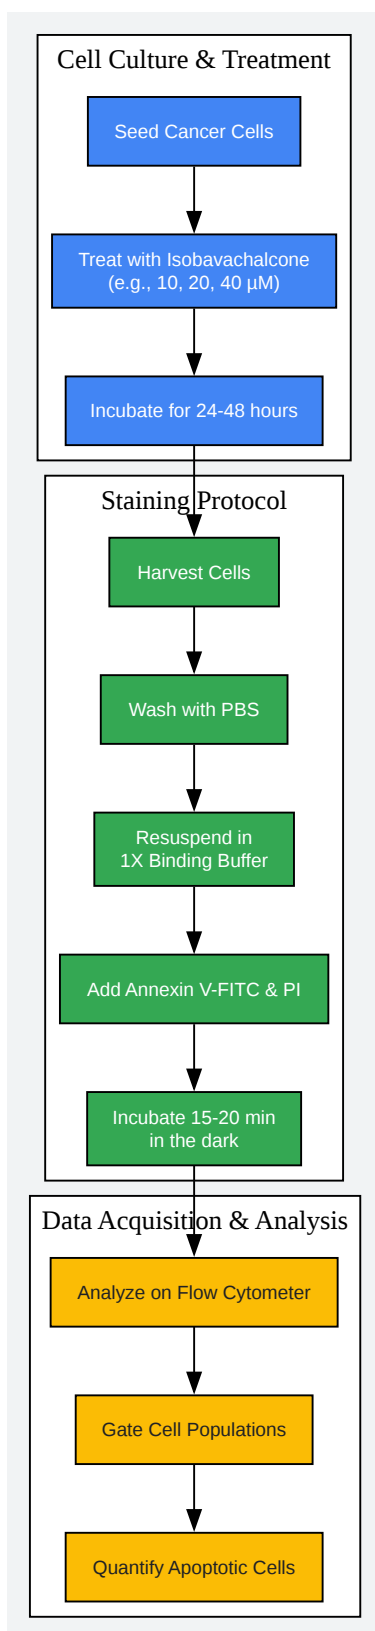 Cell Culture & Treatment
Seed Cancer Cells
Treat with Isobavachalcone
(e.g., 10, 20, 40 µM)
Incubate for 24-48 hours
Staining Protocol
Harvest Cells
Wash with PBS
Resuspend in
1X Binding Buffer
Add Annexin V-FITC & PI
Incubate 15-20 min
in the dark
Data Acquisition & Analysis
Analyze on Flow Cytometer
Gate Cell Populations
Quantify Apoptotic Cells